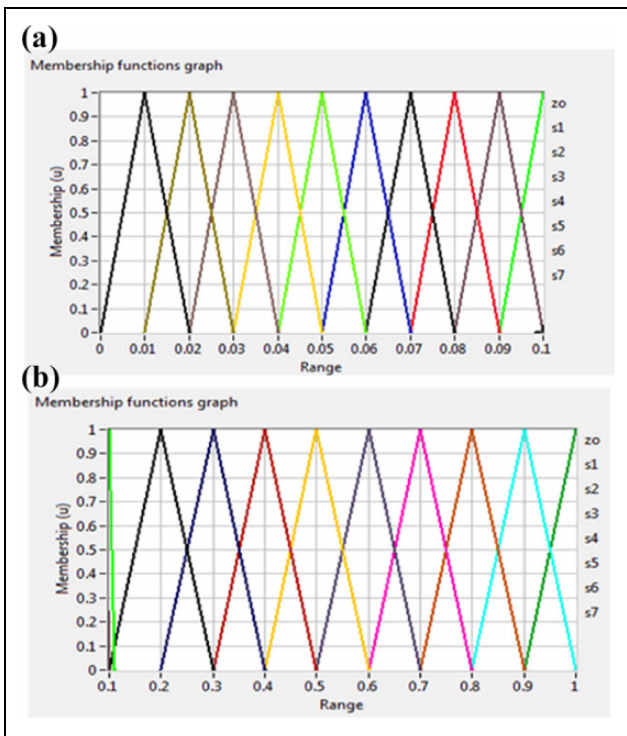 (a)
Membership functions graph
Membership (u)
1
0.9
0.8
0.7
0.6
0.5
0.4
0.3
0.2
0.1
0
0 0.01 0.02 0.03 0.04 0.05 0.06 0.07 0.08 0.09 0.1
Range
zo
s1
s2
s3
s4
s5
s6
s7
(b)
Membership functions graph
Membership (u)
1
0.9
0.8
0.7
0.6
0.5
0.4
0.3
0.2
0.1
0
0.1 0.2 0.3 0.4 0.5 0.6 0.7 0.8 0.9 1
Range
zo
s1
s2
s3
s4
s5
s6
s7